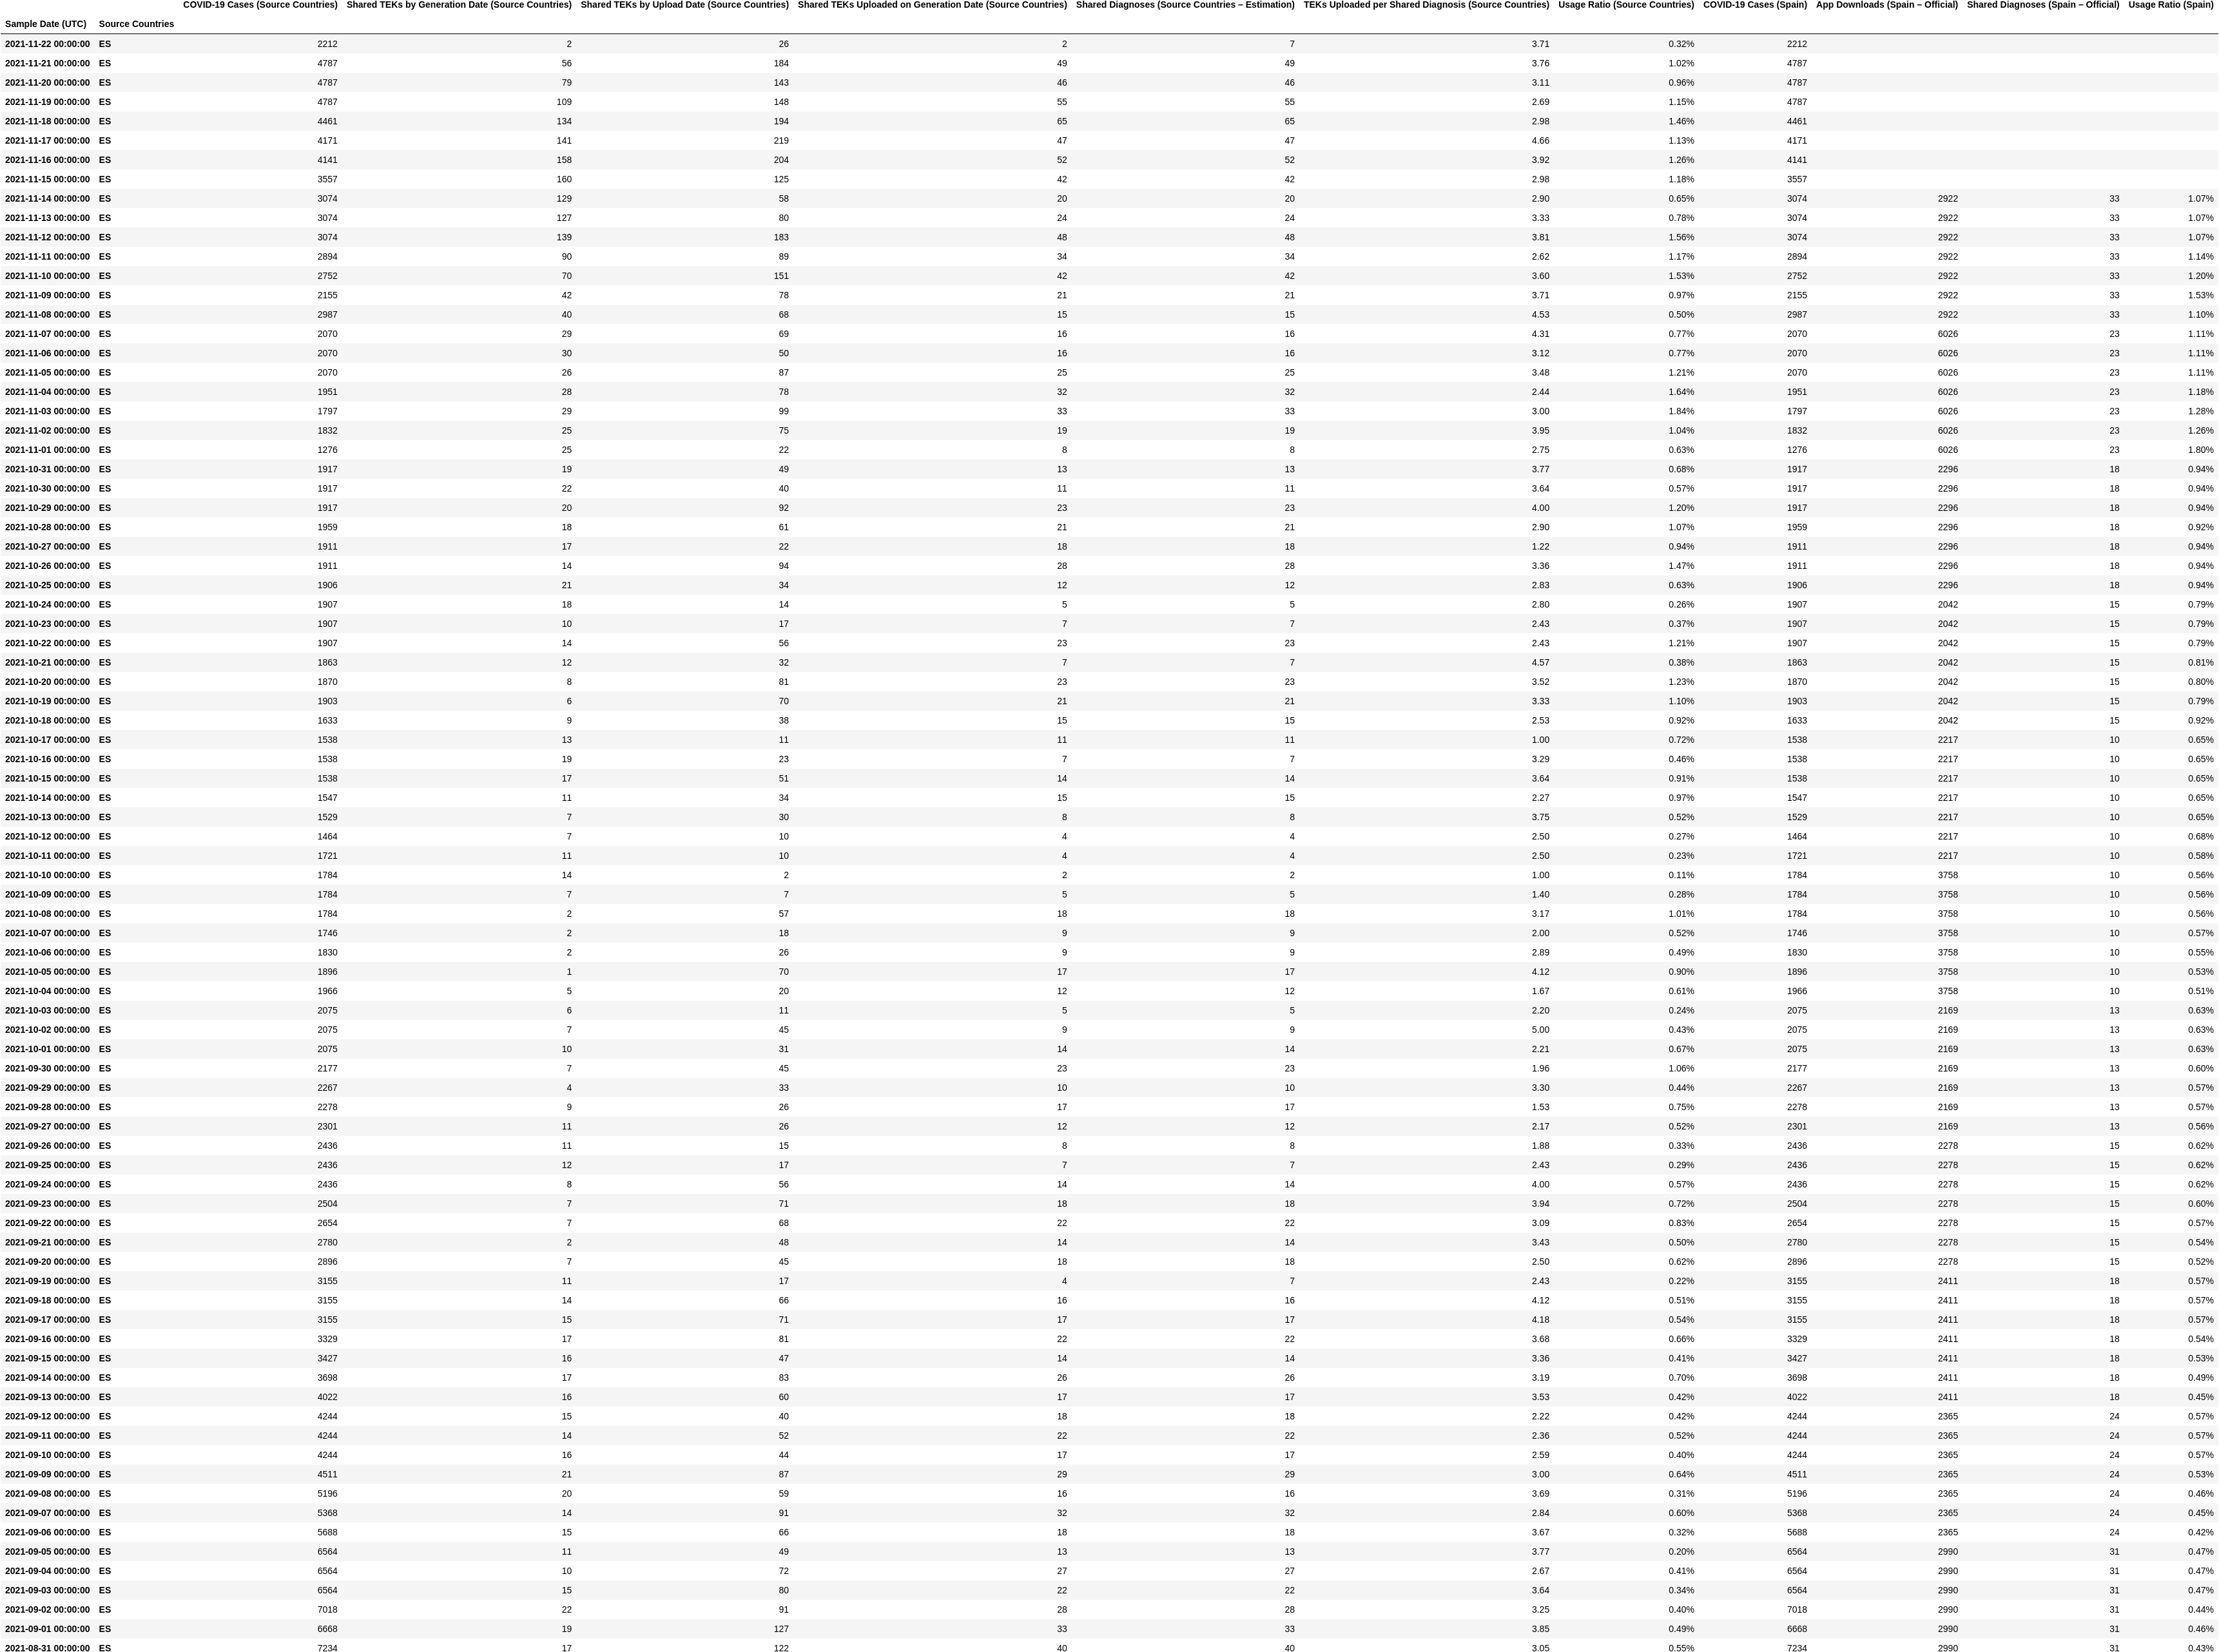 COVID-19 Cases (Source Countries) Shared TEKs by Generation Date (Source Countries) Shared TEKs by Upload Date (Source Countries) Shared TEKs Uploaded on Generation Date (Source Countries) Shared Diagnoses (Source Countries – Estimation) TEKs Uploaded per Shared Diagnosis (Source Countries) Usage Ratio (Source Countries) COVID-19 Cases (Spain) App Downloads (Spain – Official) Shared Diagnoses (Spain – Official) Usage Ratio (Spain)
Sample Date (UTC) Source Countries
2021-11-22 00:00:00 ES 2212 2 26 2 7 3.71 0.32% 2212
2021-11-21 00:00:00 ES 4787 56 184 49 49 3.76 1.02% 4787
2021-11-20 00:00:00 ES 4787 79 143 46 46 3.11 0.96% 4787
2021-11-19 00:00:00 ES 4787 109 148 55 55 2.69 1.15% 4787
2021-11-18 00:00:00 ES 4461 134 194 65 65 2.98 1.46% 4461
2021-11-17 00:00:00 ES 4171 141 219 47 47 4.66 1.13% 4171
2021-11-16 00:00:00 ES 4141 158 204 52 52 3.92 1.26% 4141
2021-11-15 00:00:00 ES 3557 160 125 42 42 2.98 1.18% 3557
2021-11-14 00:00:00 ES 3074 129 58 20 20 2.90 0.65% 3074 2922 33 1.07%
2021-11-13 00:00:00 ES 3074 127 80 24 24 3.33 0.78% 3074 2922 33 1.07%
2021-11-12 00:00:00 ES 3074 139 183 48 48 3.81 1.56% 3074 2922 33 1.07%
2021-11-11 00:00:00 ES 2894 90 89 34 34 2.62 1.17% 2894 2922 33 1.14%
2021-11-10 00:00:00 ES 2752 70 151 42 42 3.60 1.53% 2752 2922 33 1.20%
2021-11-09 00:00:00 ES 2155 42 78 21 21 3.71 0.97% 2155 2922 33 1.53%
2021-11-08 00:00:00 ES 2987 40 68 15 15 4.53 0.50% 2987 2922 33 1.10%
2021-11-07 00:00:00 ES 2070 29 69 16 16 4.31 0.77% 2070 6026 23 1.11%
2021-11-06 00:00:00 ES 2070 30 50 16 16 3.12 0.77% 2070 6026 23 1.11%
2021-11-05 00:00:00 ES 2070 26 87 25 25 3.48 1.21% 2070 6026 23 1.11%
2021-11-04 00:00:00 ES 1951 28 78 32 32 2.44 1.64% 1951 6026 23 1.18%
2021-11-03 00:00:00 ES 1797 29 99 33 33 3.00 1.84% 1797 6026 23 1.28%
2021-11-02 00:00:00 ES 1832 25 75 19 19 3.95 1.04% 1832 6026 23 1.26%
2021-11-01 00:00:00 ES 1276 25 22 8 8 2.75 0.63% 1276 6026 23 1.80%
2021-10-31 00:00:00 ES 1917 19 49 13 13 3.77 0.68% 1917 2296 18 0.94%
2021-10-30 00:00:00 ES 1917 22 40 11 11 3.64 0.57% 1917 2296 18 0.94%
2021-10-29 00:00:00 ES 1917 20 92 23 23 4.00 1.20% 1917 2296 18 0.94%
2021-10-28 00:00:00 ES 1959 18 61 21 21 2.90 1.07% 1959 2296 18 0.92%
2021-10-27 00:00:00 ES 1911 17 22 18 18 1.22 0.94% 1911 2296 18 0.94%
2021-10-26 00:00:00 ES 1911 14 94 28 28 3.36 1.47% 1911 2296 18 0.94%
2021-10-25 00:00:00 ES 1906 21 34 12 12 2.83 0.63% 1906 2296 18 0.94%
2021-10-24 00:00:00 ES 1907 18 14 5 5 2.80 0.26% 1907 2042 15 0.79%
2021-10-23 00:00:00 ES 1907 10 17 7 7 2.43 0.37% 1907 2042 15 0.79%
2021-10-22 00:00:00 ES 1907 14 56 23 23 2.43 1.21% 1907 2042 15 0.79%
2021-10-21 00:00:00 ES 1863 12 32 7 7 4.57 0.38% 1863 2042 15 0.81%
2021-10-20 00:00:00 ES 1870 8 81 23 23 3.52 1.23% 1870 2042 15 0.80%
2021-10-19 00:00:00 ES 1903 6 70 21 21 3.33 1.10% 1903 2042 15 0.79%
2021-10-18 00:00:00 ES 1633 9 38 15 15 2.53 0.92% 1633 2042 15 0.92%
2021-10-17 00:00:00 ES 1538 13 11 11 11 1.00 0.72% 1538 2217 10 0.65%
2021-10-16 00:00:00 ES 1538 19 23 7 7 3.29 0.46% 1538 2217 10 0.65%
2021-10-15 00:00:00 ES 1538 17 51 14 14 3.64 0.91% 1538 2217 10 0.65%
2021-10-14 00:00:00 ES 1547 11 34 15 15 2.27 0.97% 1547 2217 10 0.65%
2021-10-13 00:00:00 ES 1529 7 30 8 8 3.75 0.52% 1529 2217 10 0.65%
2021-10-12 00:00:00 ES 1464 7 10 4 4 2.50 0.27% 1464 2217 10 0.68%
2021-10-11 00:00:00 ES 1721 11 10 4 4 2.50 0.23% 1721 2217 10 0.58%
2021-10-10 00:00:00 ES 1784 14 2 2 2 1.00 0.11% 1784 3758 10 0.56%
2021-10-09 00:00:00 ES 1784 7 7 5 5 1.40 0.28% 1784 3758 10 0.56%
2021-10-08 00:00:00 ES 1784 2 57 18 18 3.17 1.01% 1784 3758 10 0.56%
2021-10-07 00:00:00 ES 1746 2 18 9 9 2.00 0.52% 1746 3758 10 0.57%
2021-10-06 00:00:00 ES 1830 2 26 9 9 2.89 0.49% 1830 3758 10 0.55%
2021-10-05 00:00:00 ES 1896 1 70 17 17 4.12 0.90% 1896 3758 10 0.53%
2021-10-04 00:00:00 ES 1966 5 20 12 12 1.67 0.61% 1966 3758 10 0.51%
2021-10-03 00:00:00 ES 2075 6 11 5 5 2.20 0.24% 2075 2169 13 0.63%
2021-10-02 00:00:00 ES 2075 7 45 9 9 5.00 0.43% 2075 2169 13 0.63%
2021-10-01 00:00:00 ES 2075 10 31 14 14 2.21 0.67% 2075 2169 13 0.63%
2021-09-30 00:00:00 ES 2177 7 45 23 23 1.96 1.06% 2177 2169 13 0.60%
2021-09-29 00:00:00 ES 2267 4 33 10 10 3.30 0.44% 2267 2169 13 0.57%
2021-09-28 00:00:00 ES 2278 9 26 17 17 1.53 0.75% 2278 2169 13 0.57%
2021-09-27 00:00:00 ES 2301 11 26 12 12 2.17 0.52% 2301 2169 13 0.56%
2021-09-26 00:00:00 ES 2436 11 15 8 8 1.88 0.33% 2436 2278 15 0.62%
2021-09-25 00:00:00 ES 2436 12 17 7 7 2.43 0.29% 2436 2278 15 0.62%
2021-09-24 00:00:00 ES 2436 8 56 14 14 4.00 0.57% 2436 2278 15 0.62%
2021-09-23 00:00:00 ES 2504 7 71 18 18 3.94 0.72% 2504 2278 15 0.60%
2021-09-22 00:00:00 ES 2654 7 68 22 22 3.09 0.83% 2654 2278 15 0.57%
2021-09-21 00:00:00 ES 2780 2 48 14 14 3.43 0.50% 2780 2278 15 0.54%
2021-09-20 00:00:00 ES 2896 7 45 18 18 2.50 0.62% 2896 2278 15 0.52%
2021-09-19 00:00:00 ES 3155 11 17 4 7 2.43 0.22% 3155 2411 18 0.57%
2021-09-18 00:00:00 ES 3155 14 66 16 16 4.12 0.51% 3155 2411 18 0.57%
2021-09-17 00:00:00 ES 3155 15 71 17 17 4.18 0.54% 3155 2411 18 0.57%
2021-09-16 00:00:00 ES 3329 17 81 22 22 3.68 0.66% 3329 2411 18 0.54%
2021-09-15 00:00:00 ES 3427 16 47 14 14 3.36 0.41% 3427 2411 18 0.53%
2021-09-14 00:00:00 ES 3698 17 83 26 26 3.19 0.70% 3698 2411 18 0.49%
2021-09-13 00:00:00 ES 4022 16 60 17 17 3.53 0.42% 4022 2411 18 0.45%
2021-09-12 00:00:00 ES 4244 15 40 18 18 2.22 0.42% 4244 2365 24 0.57%
2021-09-11 00:00:00 ES 4244 14 52 22 22 2.36 0.52% 4244 2365 24 0.57%
2021-09-10 00:00:00 ES 4244 16 44 17 17 2.59 0.40% 4244 2365 24 0.57%
2021-09-09 00:00:00 ES 4511 21 87 29 29 3.00 0.64% 4511 2365 24 0.53%
2021-09-08 00:00:00 ES 5196 20 59 16 16 3.69 0.31% 5196 2365 24 0.46%
2021-09-07 00:00:00 ES 5368 14 91 32 32 2.84 0.60% 5368 2365 24 0.45%
2021-09-06 00:00:00 ES 5688 15 66 18 18 3.67 0.32% 5688 2365 24 0.42%
2021-09-05 00:00:00 ES 6564 11 49 13 13 3.77 0.20% 6564 2990 31 0.47%
2021-09-04 00:00:00 ES 6564 10 72 27 27 2.67 0.41% 6564 2990 31 0.47%
2021-09-03 00:00:00 ES 6564 15 80 22 22 3.64 0.34% 6564 2990 31 0.47%
2021-09-02 00:00:00 ES 7018 22 91 28 28 3.25 0.40% 7018 2990 31 0.44%
2021-09-01 00:00:00 ES 6668 19 127 33 33 3.85 0.49% 6668 2990 31 0.46%
2021-08-31 00:00:00 ES 7234 17 122 40 40 3.05 0.55% 7234 2990 31 0.43%